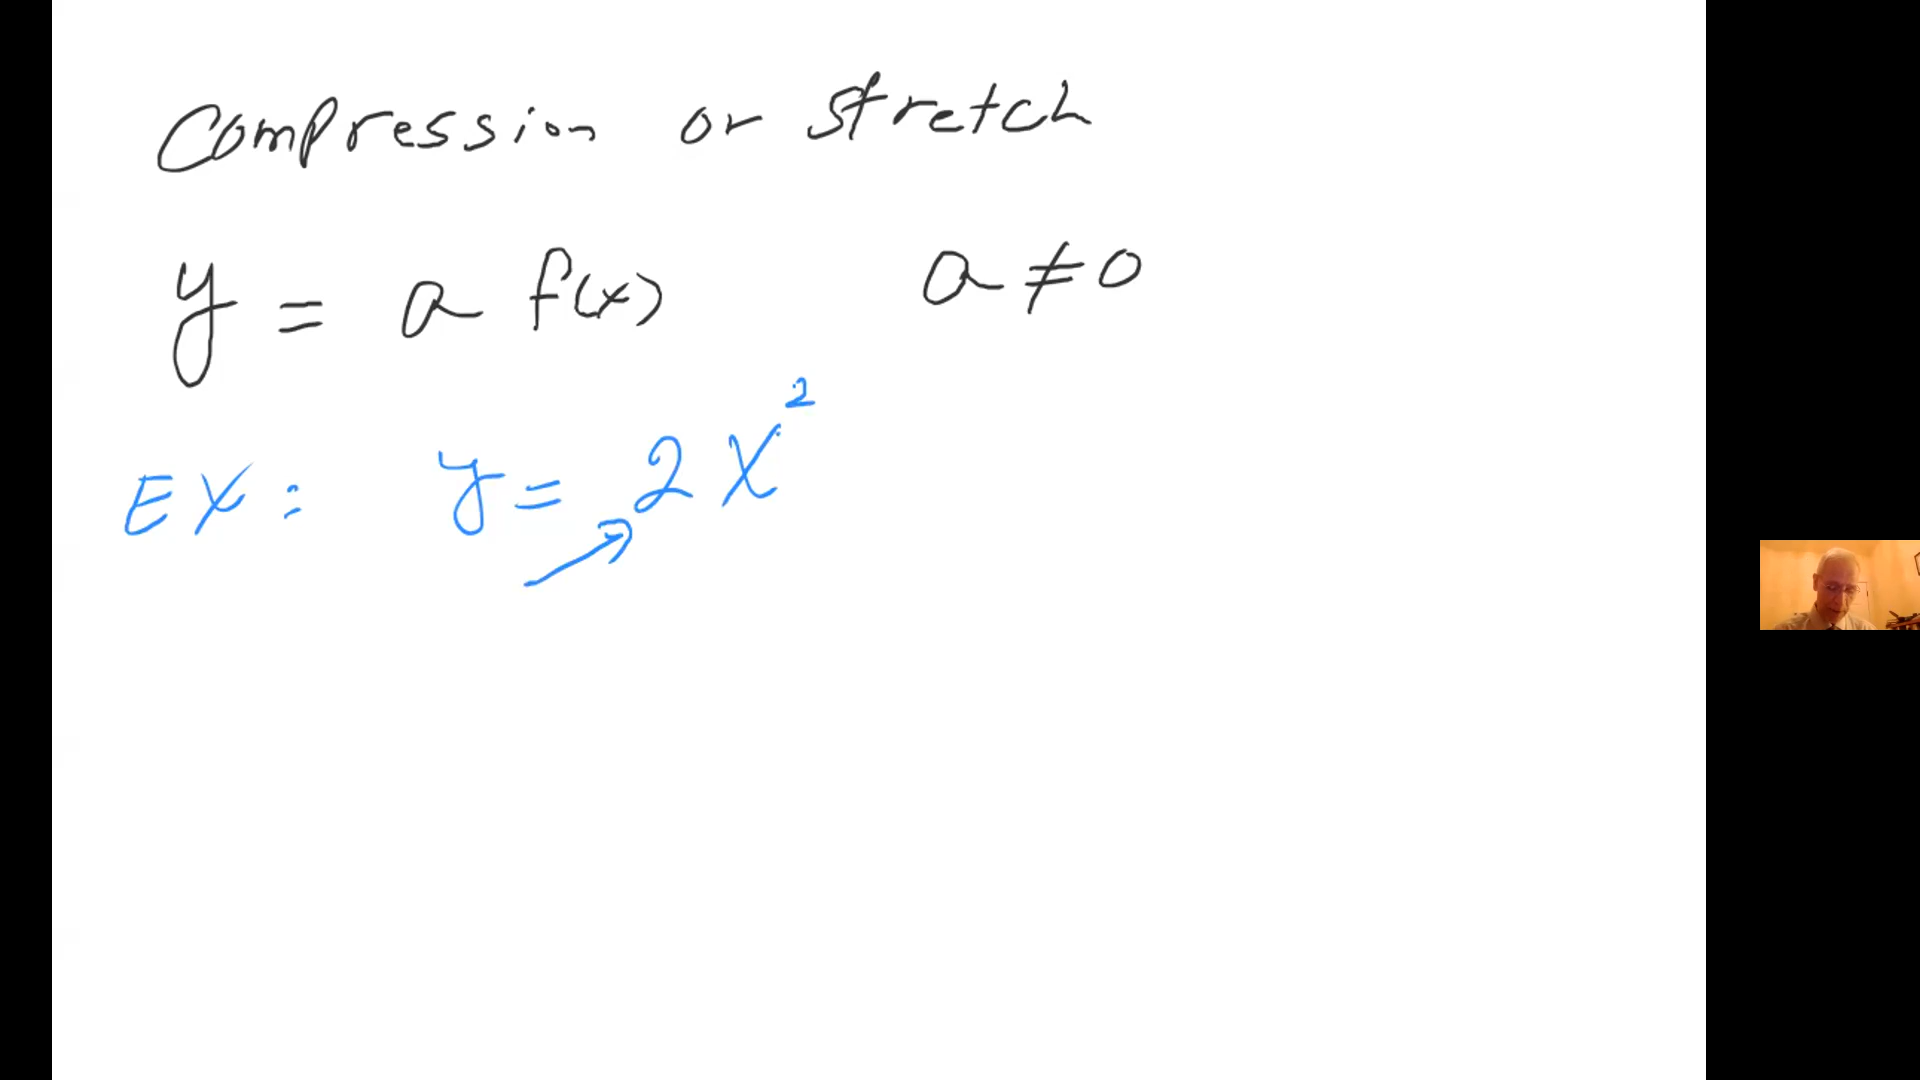 Compression or stretch
y = a f(x) a ≠ 0
EX: y = 2x²